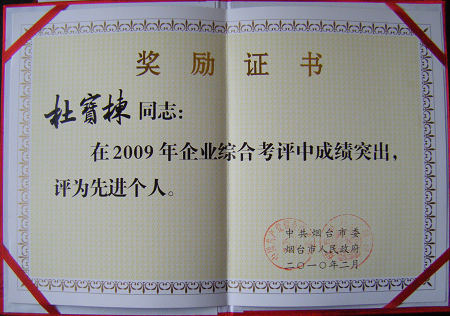 奖励证书
杜寳栋 同志：
在2009年企业综合考评中成绩突出，
评为先进个人。
中共烟台市委
烟台市人民政府
二〇一〇年二月